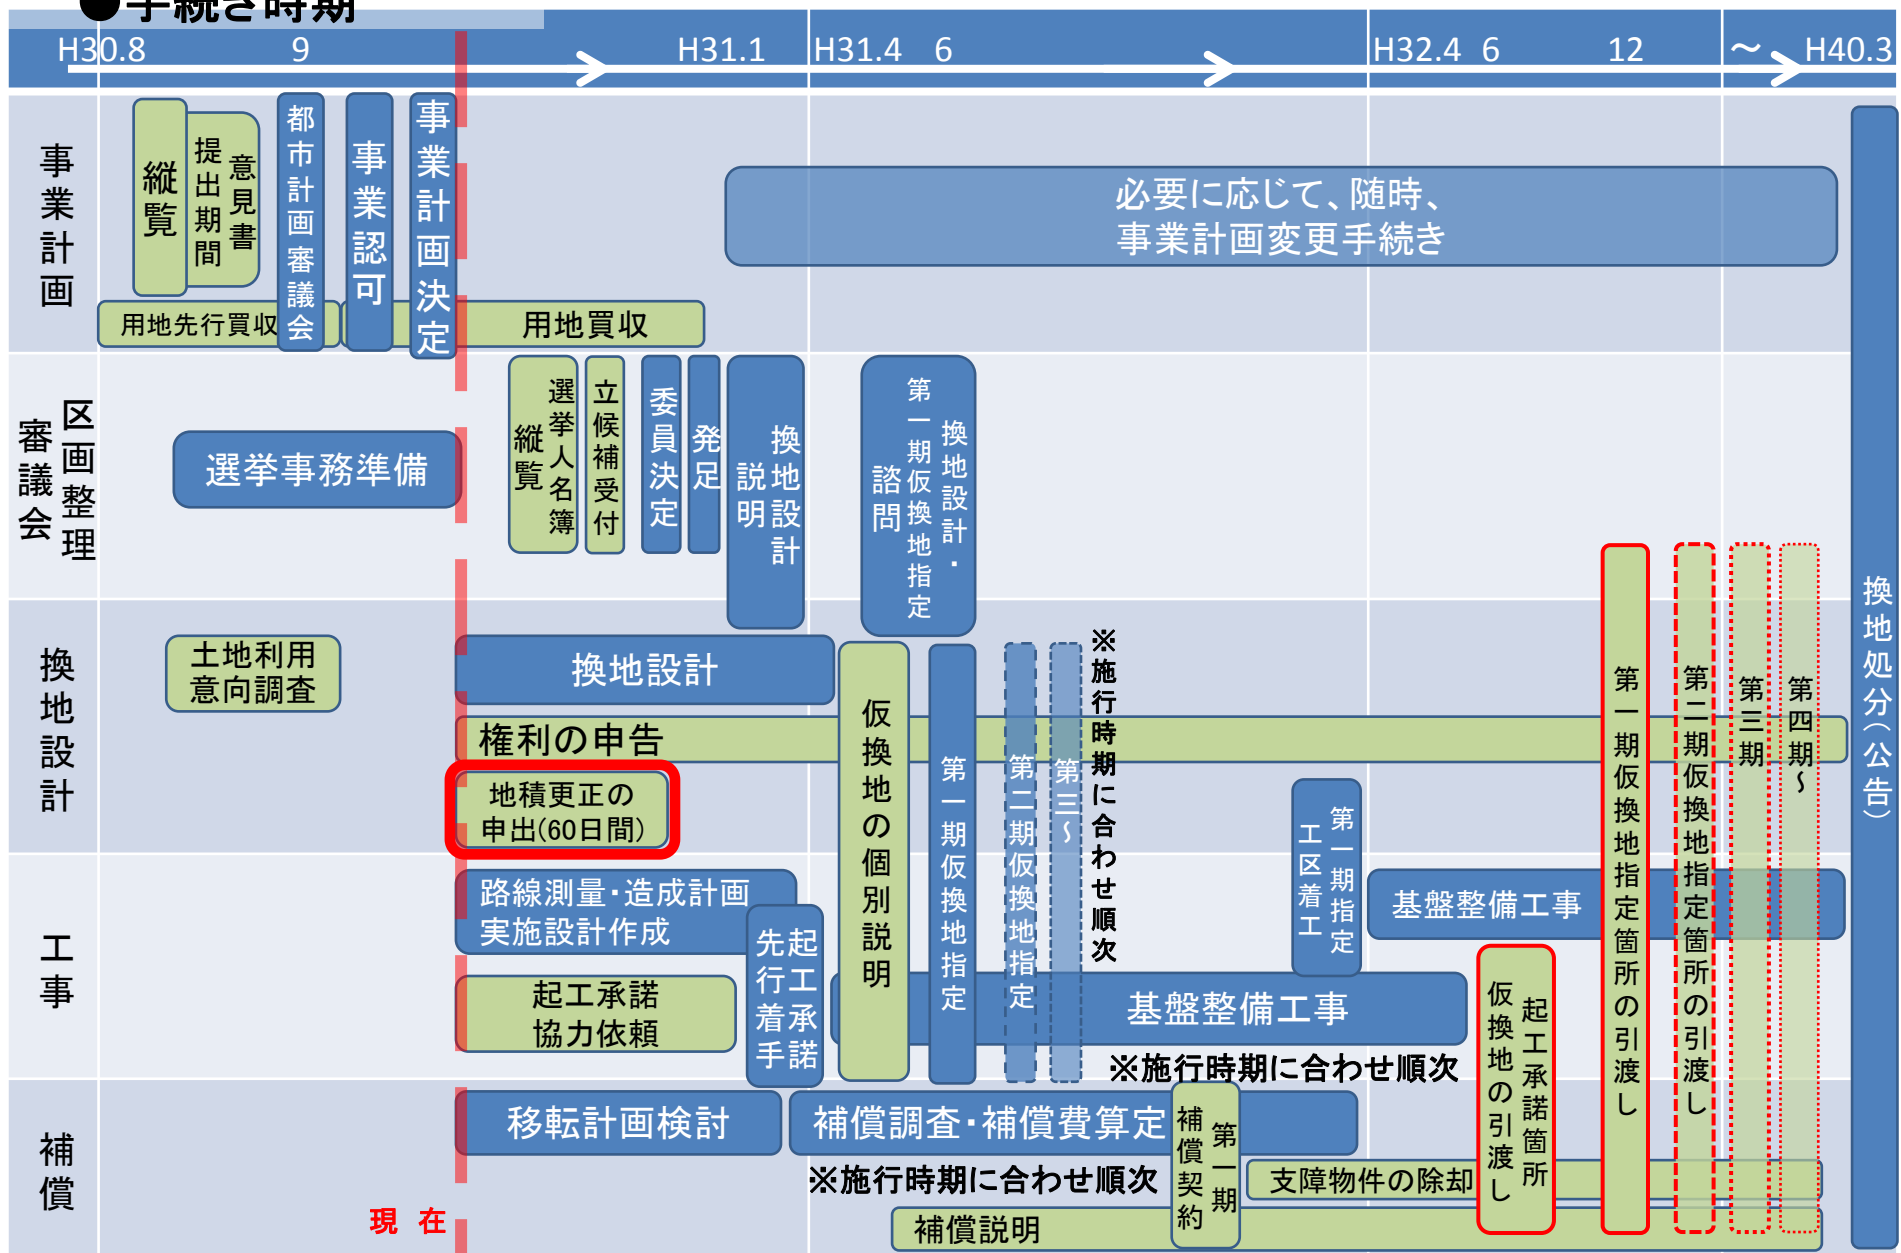 ●手続き時期
H30.8
9
H31.1
H31.4
6
H32.4
6
12
～
H40.3
事業計画
縦覧
意見書
提出期間
都市計画審議会
事業認可
事業計画決定
必要に応じて、随時、
事業計画変更手続き
用地先行買収
用地買収
区画整理
審議会
選挙事務準備
選挙人名簿
縦覧
立候補受付
委員決定
発足
換地設計
説明
換地設計・
第一期仮換地指定
諮問
換地設計
土地利用
意向調査
換地設計
権利の申告
地積更正の
申出(60日間)
仮換地の個別説明
第一期仮換地指定
第二期仮換地指定
第三～
※施行時期に合わせ順次
第一期指定
工区着工
第一期仮換地指定箇所の引渡し
第二期仮換地指定箇所の引渡し
第三期
第四期～
換地処分（公告）
工事
路線測量・造成計画
実施設計作成
起工承諾
先行着手
起工承諾
協力依頼
基盤整備工事
基盤整備工事
※施行時期に合わせ順次
起工承諾箇所
仮換地の引渡し
補償
移転計画検討
補償調査・補償費算定
※施行時期に合わせ順次
第一期
補償契約
支障物件の除却
補償説明
現 在